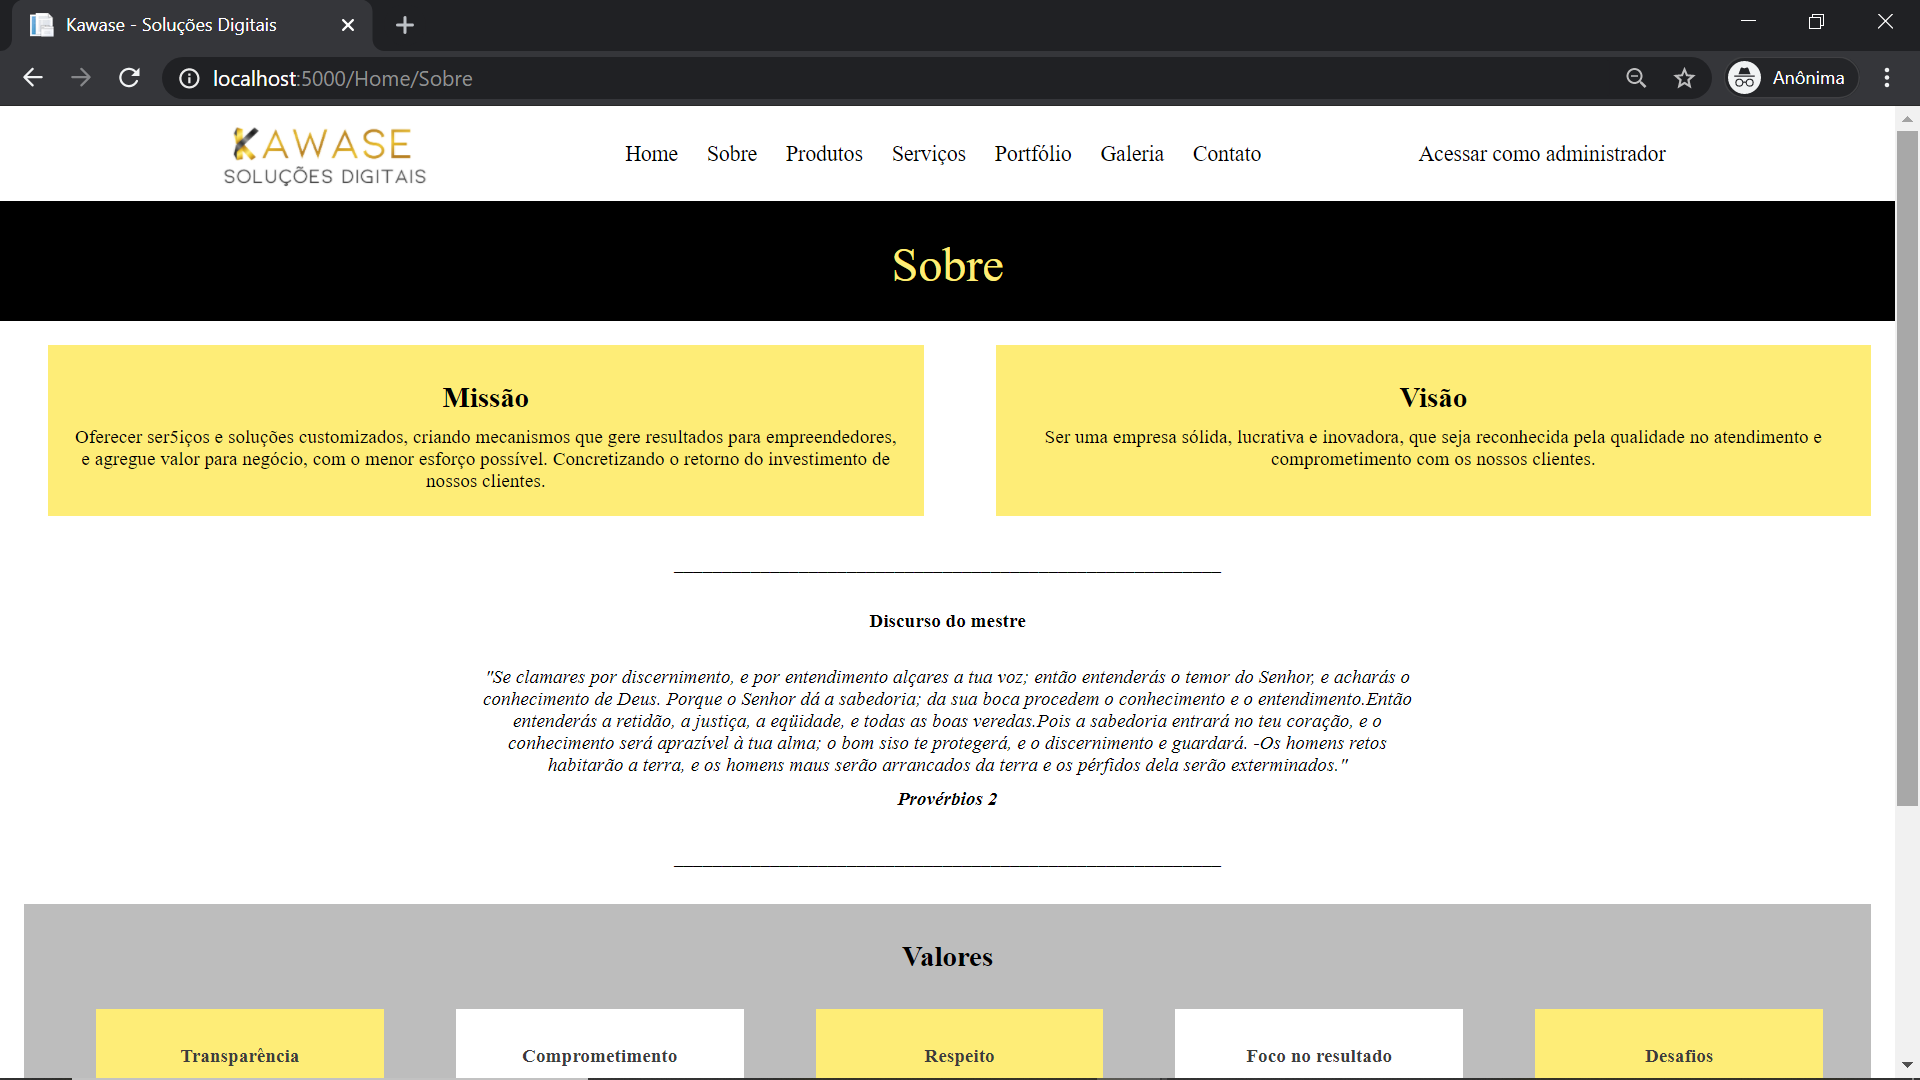 Kawase - Soluções Digitais
localhost:5000/Home/Sobre
Anônima
KAWASE
SOLUÇÕES DIGITAIS
Home Sobre Produtos Serviços Portfólio Galeria Contato Acessar como administrador
Sobre
Missão
Oferecer ser5iços e soluções customizados, criando mecanismos que gere resultados para empreendedores,
e agregue valor para negócio, com o menor esforço possível. Concretizando o retorno do investimento de
nossos clientes.
Visão
Ser uma empresa sólida, lucrativa e inovadora, que seja reconhecida pela qualidade no atendimento e
comprometimento com os nossos clientes.
Discurso do mestre
"Se clamares por discernimento, e por entendimento alçares a tua voz; então entenderás o temor do Senhor, e acharás o
conhecimento de Deus. Porque o Senhor dá a sabedoria; da sua boca procedem o conhecimento e o entendimento.Então
entenderás a retidão, a justiça, a eqüidade, e todas as boas veredas.Pois a sabedoria entrará no teu coração, e o
conhecimento será aprazível à tua alma; o bom siso te protegerá, e o discernimento e guardará. -Os homens retos
habitarão a terra, e os homens maus serão arrancados da terra e os pérfidos dela serão exterminados."
Provérbios 2
Valores
Transparência
Comprometimento
Respeito
Foco no resultado
Desafios